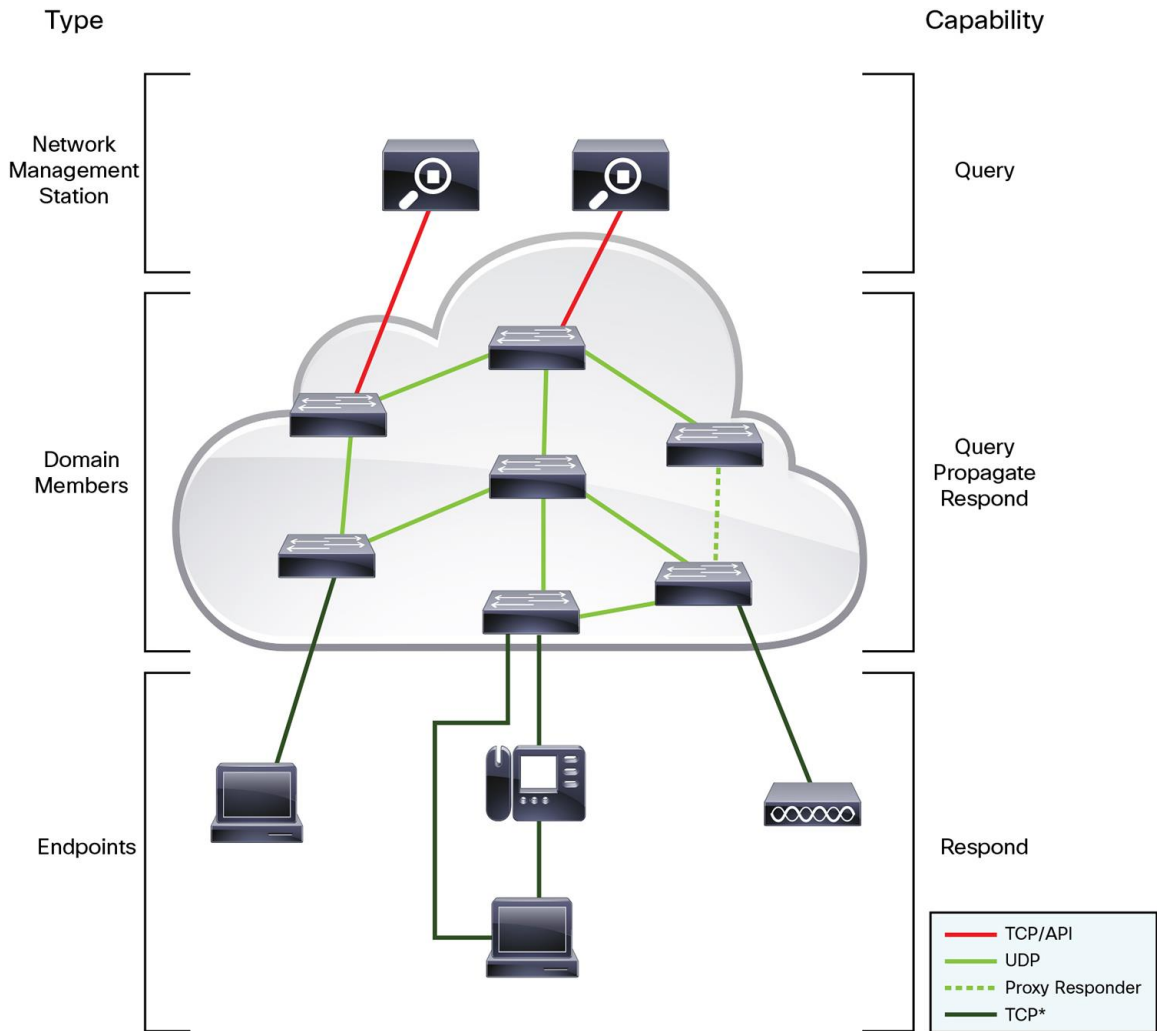 Type
Capability
Network
Management
Station
Query
Domain
Members
Query
Propagate
Respond
Endpoints
Respond
TCP/API
UDP
Proxy Responder
TCP*